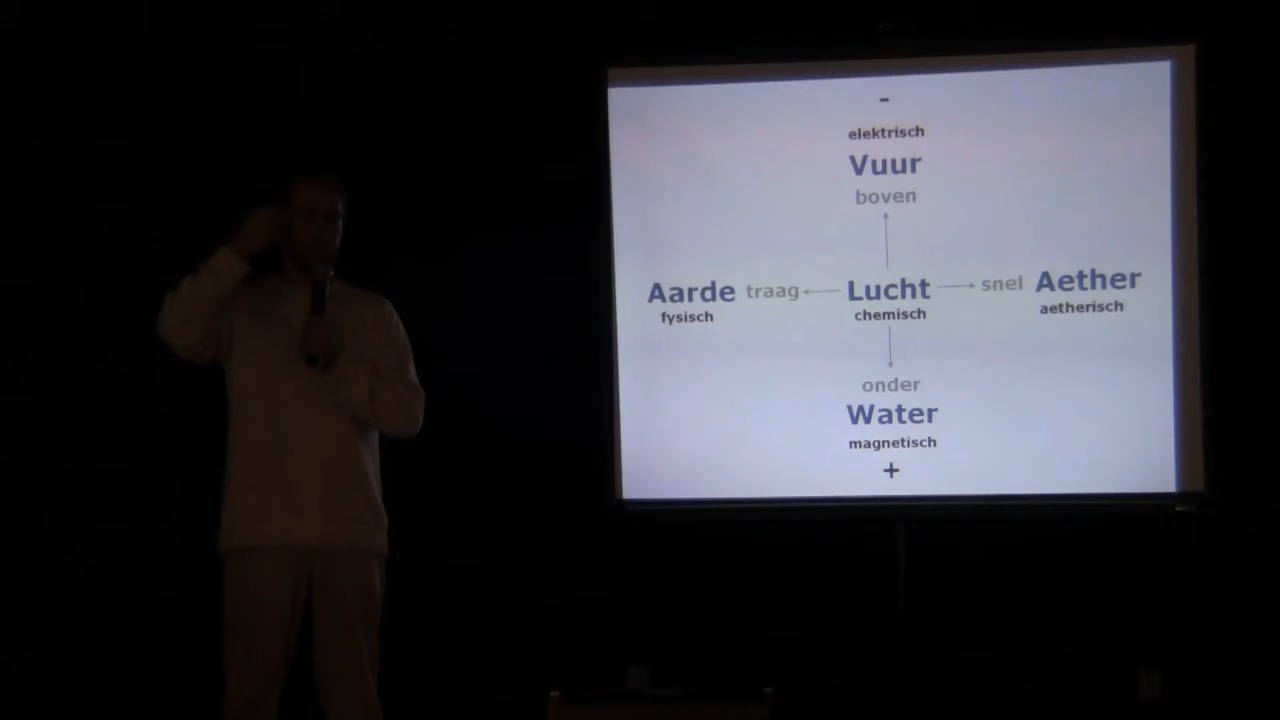 -
elektrisch
Vuur
boven
Aarde traag Lucht snel Aether
fysisch chemisch aetherisch
onder
Water
magnetisch
+